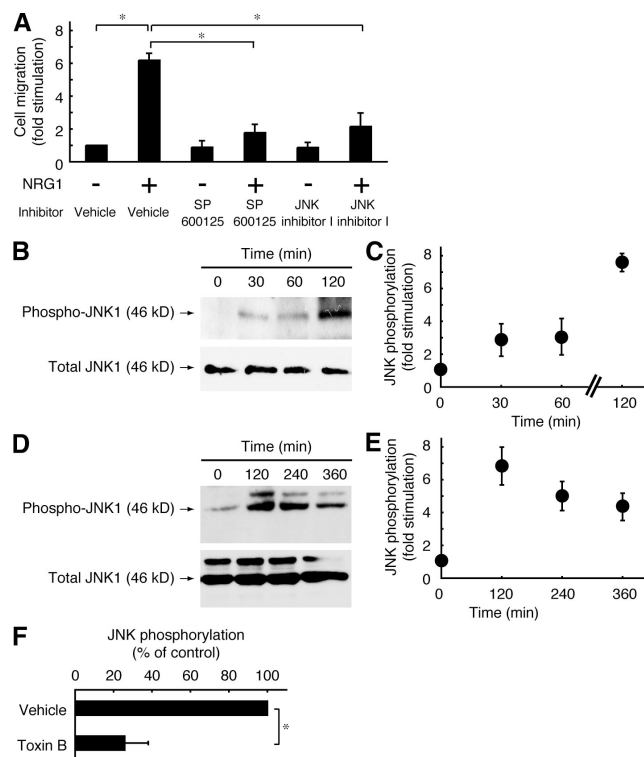 A
* * *
Cell migration
(fold stimulation)
8
6
4
2
0
NRG1 - + - + - +
Inhibitor Vehicle Vehicle SP 600125 SP 600125 JNK inhibitor I JNK inhibitor I
B
Time (min)
0 30 60 120
Phospho-JNK1 (46 kD) →
Total JNK1 (46 kD) →
C
JNK phosphorylation
(fold stimulation)
8
6
4
2
0
0 30 60 120
Time (min)
D
Time (min)
0 120 240 360
Phospho-JNK1 (46 kD) →
Total JNK1 (46 kD) →
E
JNK phosphorylation
(fold stimulation)
8
6
4
2
0
0 120 240 360
Time (min)
F
JNK phosphorylation
(% of control)
0 20 40 60 80 100
Vehicle
Toxin B
*